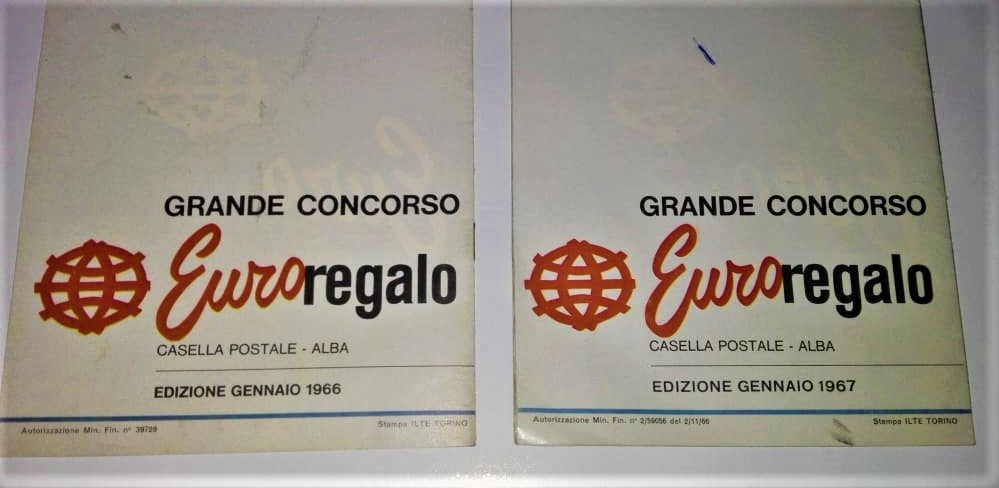 GRANDE CONCORSO
Euroregalo
CASELLA POSTALE - ALBA
EDIZIONE GENNAIO 1966
Autorizzazione Min. Fin. n° 39726
Stampa ILTE TORINO
GRANDE CONCORSO
Euroregalo
CASELLA POSTALE - ALBA
EDIZIONE GENNAIO 1967
Autorizzazione Min. Fin. n° 2/59056 del 2/11/66
Stampa ILTE TORINO